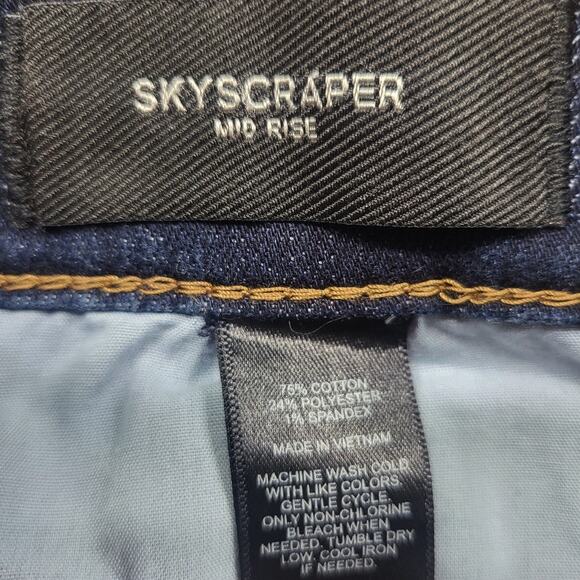 SKYSCRAPER
MID RISE
75% COTTON
24% POLYESTER
1% SPANDEX
MADE IN VIETNAM
MACHINE WASH COLD
WITH LIKE COLORS.
GENTLE CYCLE.
ONLY NON-CHLORINE
BLEACH WHEN
NEEDED. TUMBLE DRY
LOW. COOL IRON
IF NEEDED.